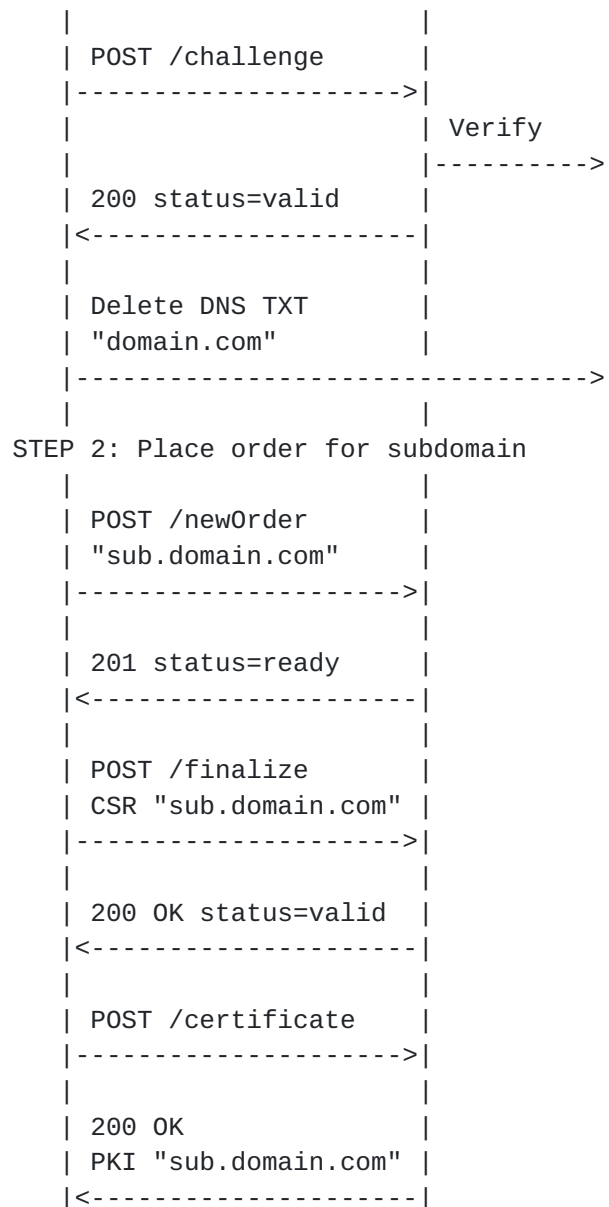 POST /challenge
Verify
200 status=valid
Delete DNS TXT
"domain.com"
STEP 2: Place order for subdomain
POST /newOrder
"sub.domain.com"
201 status=ready
POST /finalize
CSR "sub.domain.com"
200 OK status=valid
POST /certificate
200 OK
PKI "sub.domain.com"